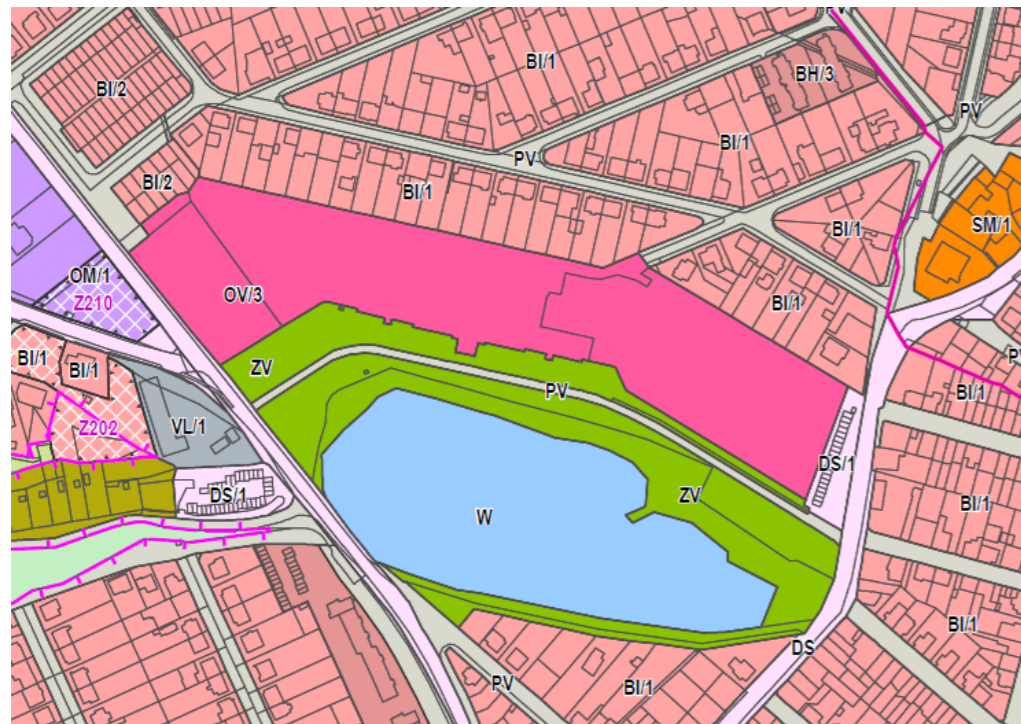 PV
BI/1
BI/2
BH/3
PV
BI/1
PV
BI/2
BI/1
BI/1
SM/1
OM/1
BI/1
Z210
OV/3
BI/1
BI/1
ZV
PV
BI/1
VL/1
Z202
DS/1
DS/1
ZV
BI/1
W
BI/1
DS
PV
BI/1